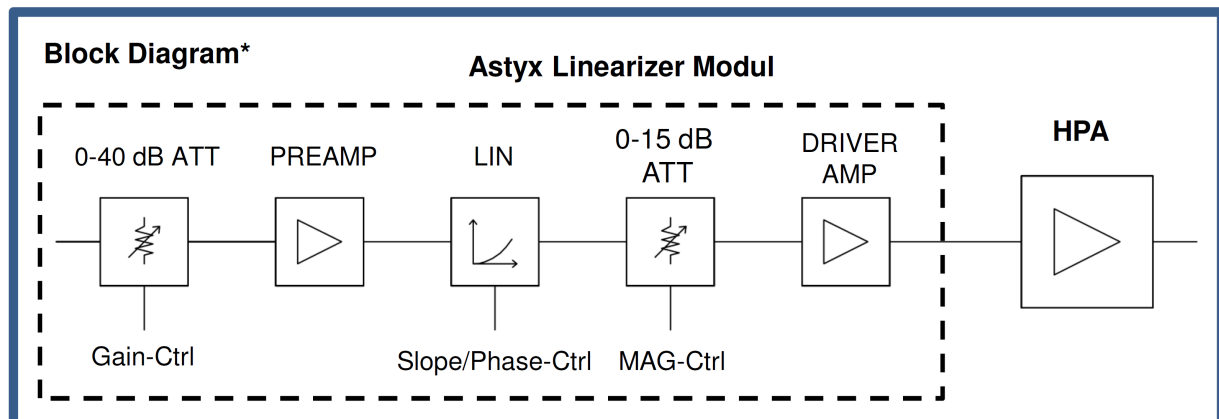 Block Diagram*
Astyx Linearizer Modul
HPA
0-40 dB ATT
PREAMP
LIN
0-15 dB
ATT
DRIVER
AMP
Gain-Ctrl
Slope/Phase-Ctrl
MAG-Ctrl